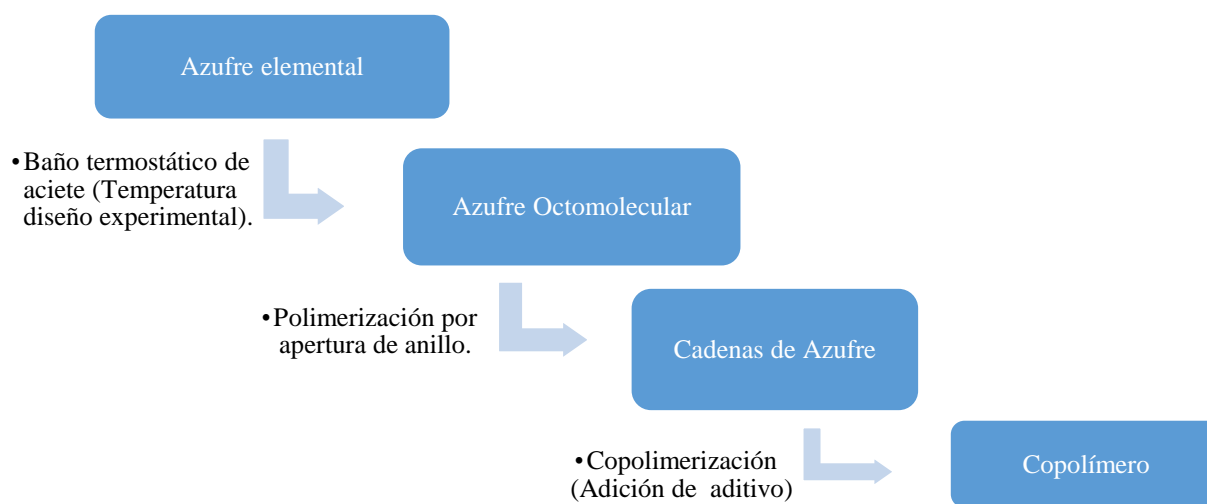 Azufre elemental
•Baño termostático de
aciete (Temperatura
diseño experimental).
Azufre Octomolecular
•Polimerización por
apertura de anillo.
Cadenas de Azufre
•Copolimerización
(Adición de aditivo)
Copolímero